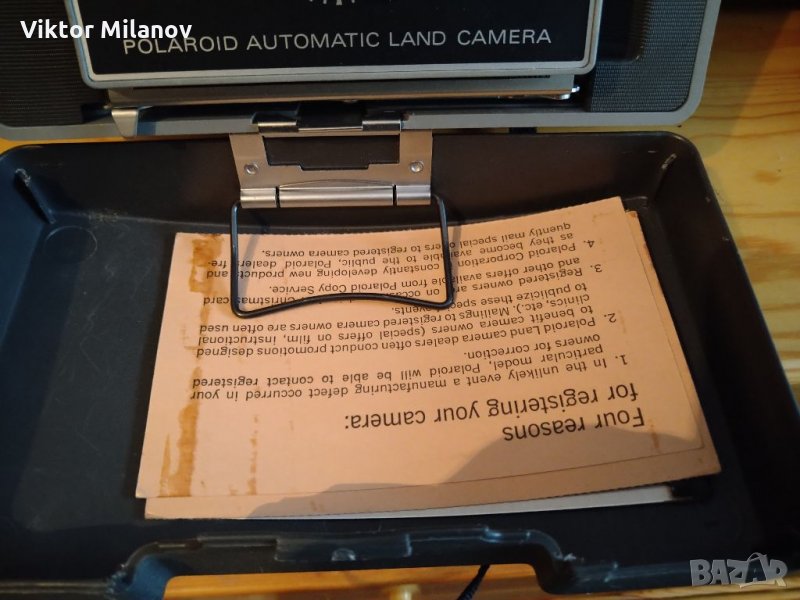 Viktor Milanov
POLAROID AUTOMATIC LAND CAMERA
Four reasons
for registering your camera:
1. In the unlikely event a manufacturing defect occurred in your
particular model, Polaroid will be able to contact registered
owners for correction.
2. Polaroid Land camera dealers often conduct promotions designed
to benefit camera owners (special offers on film, instructional
clinics, etc.). Mailings to registered camera owners are often used
to publicize these special events.
3. Registered owners are on occasion Christmas card
and other offers available from Polaroid Copy Service.
4. Polaroid Corporation is constantly developing new products and
as they become available to the public, Polaroid dealers fre-
quently mail special offers to registered camera owners.
BAZAR